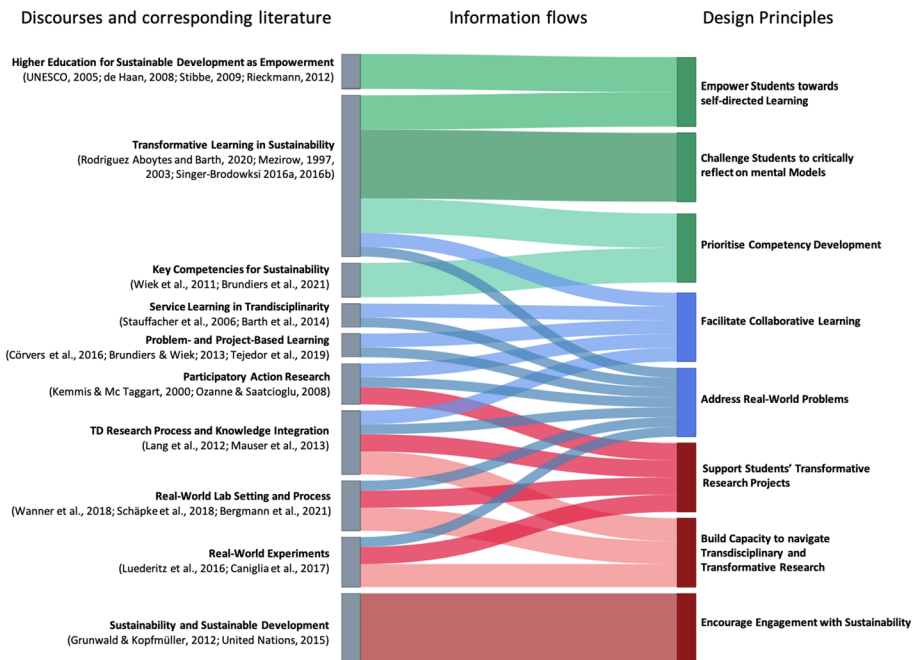 Discourses and corresponding literature
Information flows
Design Principles
Higher Education for Sustainable Development as Empowerment
(UNESCO, 2005; de Haan, 2008; Stibbe, 2009; Rieckmann, 2012)
Transformative Learning in Sustainability
(Rodriguez Aboytes and Barth, 2020; Mezirow, 1997,
2003; Singer-Brodowksi 2016a, 2016b)
Key Competencies for Sustainability
(Wiek et al., 2011; Brundiers et al., 2021)
Service Learning in Trandisciplinarity
(Stauffacher et al., 2006; Barth et al., 2014)
Problem- and Project-Based Learning
(Cörvers et al., 2016; Brundiers & Wiek; 2013; Tejedor et al., 2019)
Participatory Action Research
(Kemmis & Mc Taggart, 2000; Ozanne & Saatcioglu, 2008)
TD Research Process and Knowledge Integration
(Lang et al., 2012; Mauser et al., 2013)
Real-World Lab Setting and Process
(Wanner et al., 2018; Schäpke et al., 2018; Bergmann et al., 2021)
Real-World Experiments
(Luederitz et al., 2016; Caniglia et al., 2017)
Sustainability and Sustainable Development
(Grunwald & Kopfmüller, 2012; United Nations, 2015)
Empower Students towards
self-directed Learning
Challenge Students to critically
reflect on mental Models
Prioritise Competency Development
Facilitate Collaborative Learning
Address Real-World Problems
Support Students' Transformative
Research Projects
Build Capacity to navigate
Transdisciplinary and
Transformative Research
Encourage Engagement with Sustainability